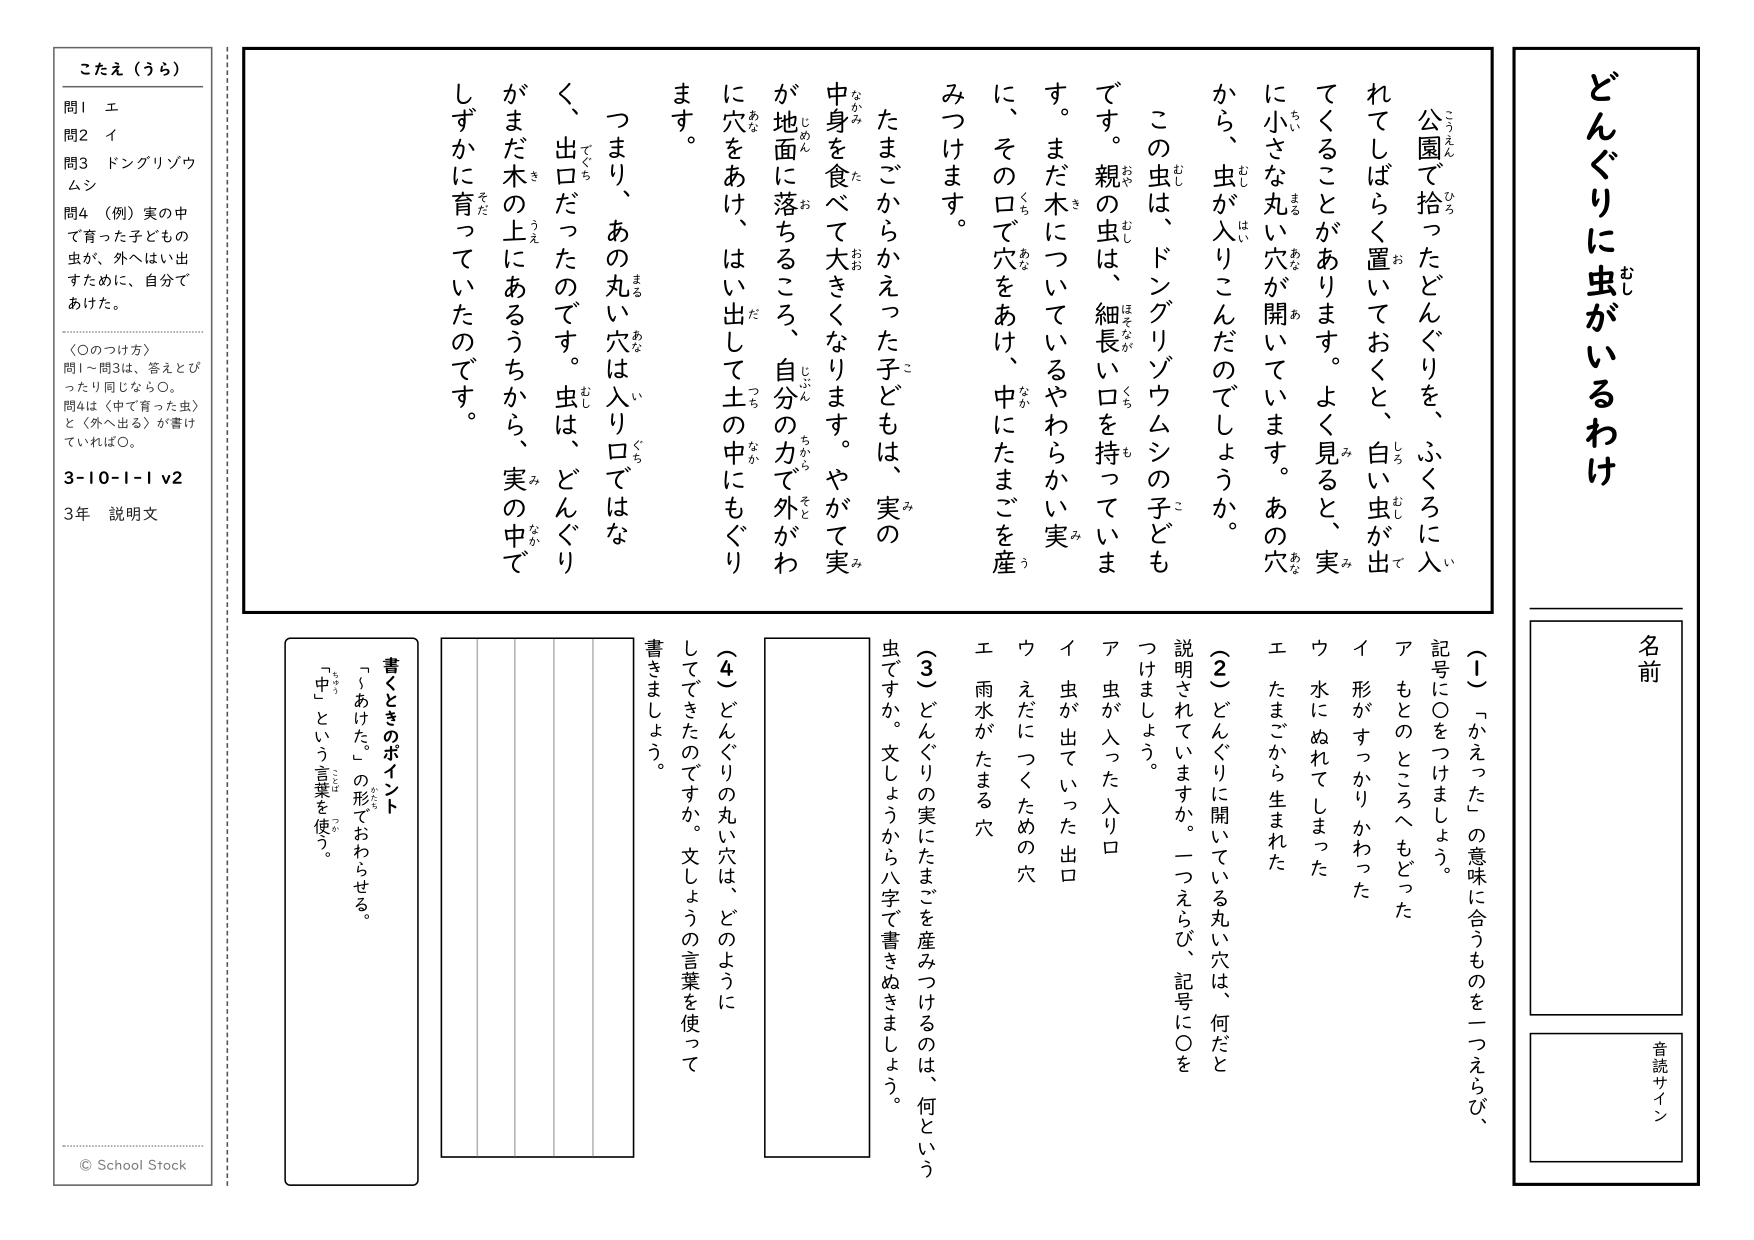 どんぐりに虫がいるわけ
むし
名前
音読サイン
公園で拾ったどんぐりを、ふくろに入
れてしばらく置いておくと、白い虫が出
てくることがあります。よく見ると、実
に小さな丸い穴が開いています。あの穴
から、虫が入りこんだのでしょうか。
この虫は、ドングリゾウムシの子ども
です。親の虫は、細長い口を持っていま
す。まだ木についているやわらかい実
に、その口で穴をあけ、中にたまごを産
みつけます。
たまごからかえった子どもは、実の
中身を食べて大きくなります。やがて実
が地面に落ちるころ、自分の力で外がわ
に穴をあけ、はい出して土の中にもぐり
ます。
つまり、あの丸い穴は入り口ではな
く、出口だったのです。虫は、どんぐり
がまだ木の上にあるうちから、実の中で
しずかに育っていたのです。
(1)「かえった」の意味に合うものを一つえらび、
記号に〇をつけましょう。
ア もとの ところへ もどった
イ 形が すっかり かわった
ウ 水に ぬれて しまった
エ たまごから 生まれた
(2)どんぐりに開いている丸い穴は、何だと
説明されていますか。一つえらび、記号に〇を
つけましょう。
ア 虫が 入った 入り口
イ 虫が 出て いった 出口
ウ えだに つくための 穴
エ 雨水が たまる 穴
(3)どんぐりの実にたまごを産みつけるのは、何という
虫ですか。文しょうから八字で書きぬきましょう。
(4)どんぐりの丸い穴は、どのように
してできたのですか。文しょうの言葉を使って
書きましょう。
書くときのポイント
「〜あけた。」の形でおわらせる。
「中」という言葉を使う。
こたえ（うら）
問1 エ
問2 イ
問3 ドングリゾウ
ムシ
問4 （例）実の中
で育った子どもの
虫が、外へはい出
すために、自分で
あけた。
〈〇のつけ方〉
問1〜問3は、答えとぴ
ったり同じなら〇。
問4は〈中で育った虫〉
と〈外へ出る〉が書け
ていれば〇。
3-10-1-1 v2
3年 説明文
© School Stock